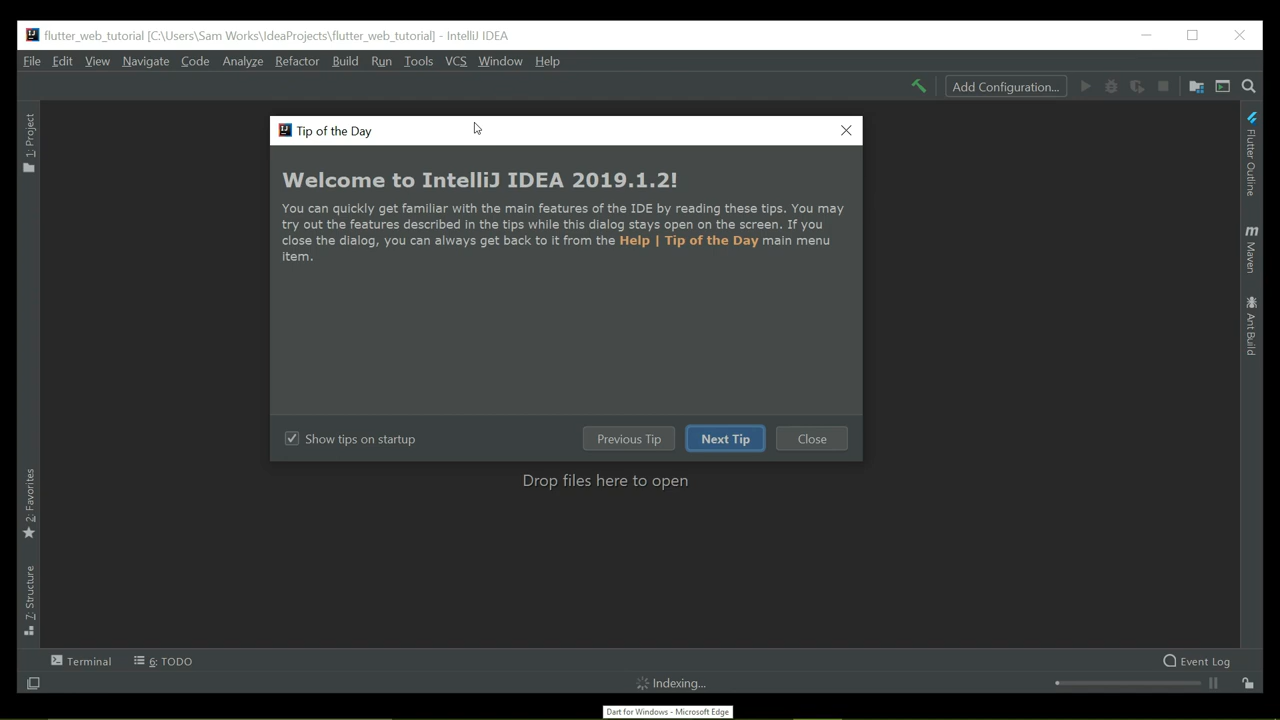 flutter_web_tutorial [C:\Users\Sam Works\IdeaProjects\flutter_web_tutorial] - IntelliJ IDEA
File Edit View Navigate Code Analyze Refactor Build Run Tools VCS Window Help
Add Configuration...
1: Project
2: Favorites
7: Structure
Tip of the Day
Welcome to IntelliJ IDEA 2019.1.2!
You can quickly get familiar with the main features of the IDE by reading these tips. You may
try out the features described in the tips while this dialog stays open on the screen. If you
close the dialog, you can always get back to it from the Help | Tip of the Day main menu
item.
Show tips on startup
Previous Tip
Next Tip
Close
Drop files here to open
Flutter Outline
m Maven
Ant Build
Terminal
6: TODO
Event Log
Indexing...
Dart for Windows - Microsoft Edge